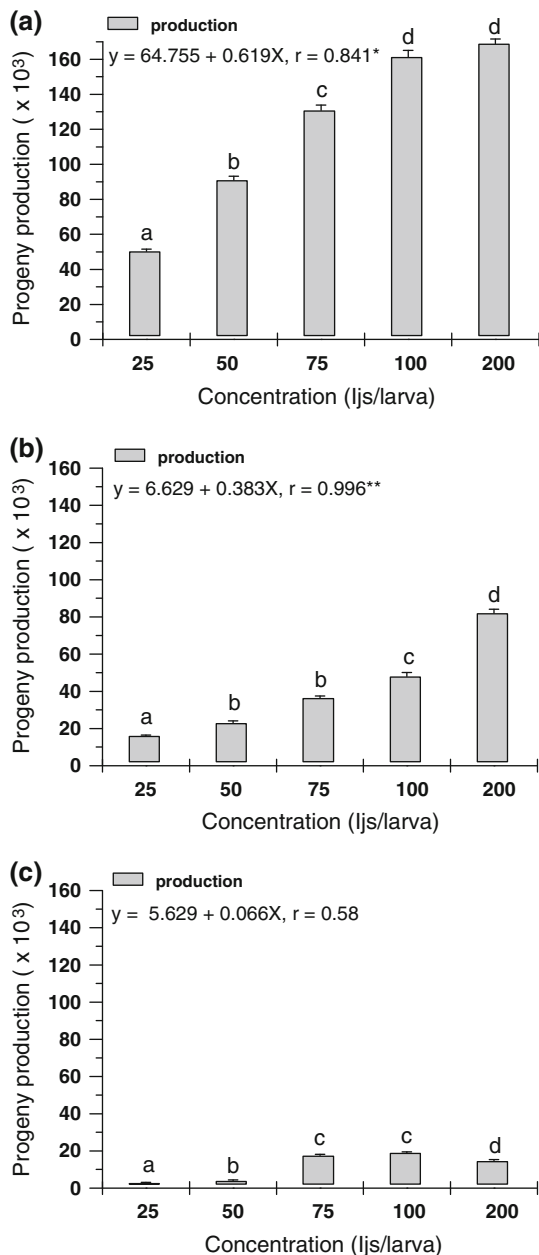 (a)
production
y = 64.755 + 0.619X, r = 0.841*
Progeny production ( x 10³)
160
140
120
100
80
60
40
20
0
a
b
c
d
d
25 50 75 100 200
Concentration (Ijs/larva)
(b)
production
y = 6.629 + 0.383X, r = 0.996**
Progeny production ( x 10³)
160
140
120
100
80
60
40
20
0
a
b
b
c
d
25 50 75 100 200
Concentration (Ijs/larva)
(c)
production
y = 5.629 + 0.066X, r = 0.58
Progeny production ( x 10³)
160
140
120
100
80
60
40
20
0
a
b
c
c
d
25 50 75 100 200
Concentration (Ijs/larva)